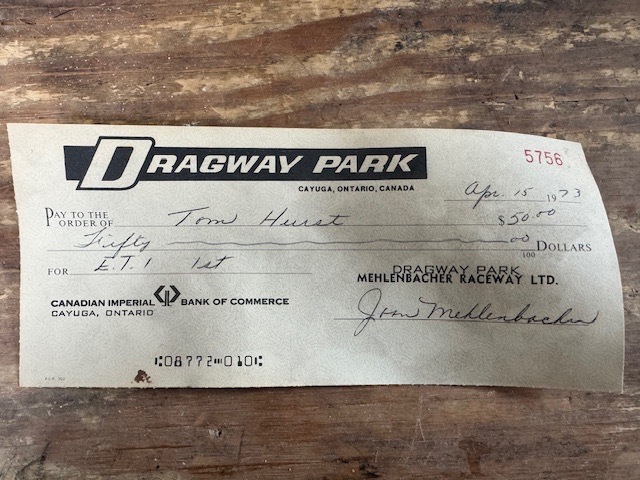 DRAGWAY PARK
5756
CAYUGA, ONTARIO, CANADA
Apr. 15 1973
PAY TO THE ORDER OF Tom Hurst $50.00
Fifty 00/100 DOLLARS
FOR E.T.1 1st
DRAGWAY PARK
MEHLENBACHER RACEWAY LTD.
CANADIAN IMPERIAL BANK OF COMMERCE
CAYUGA, ONTARIO
Mehlenbacher
⑆08772⑉010⑆